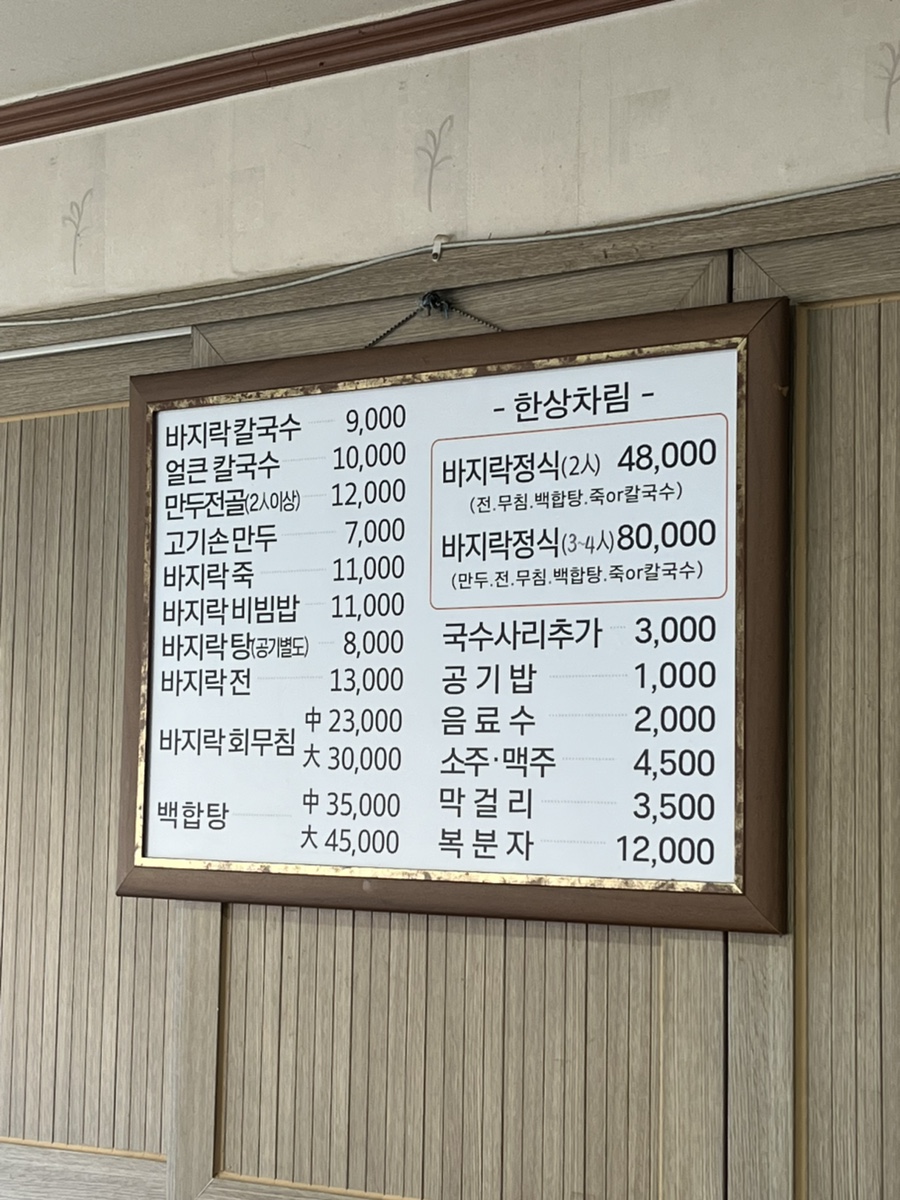 바지락칼국수 9,000
얼큰 칼국수 10,000
만두전골(2人이상) 12,000
고기손만두 7,000
바지락죽 11,000
바지락비빔밥 11,000
바지락탕(공기별도) 8,000
바지락전 13,000
바지락회무침 中 23,000
大 30,000
백합탕 中 35,000
大 45,000
- 한상차림 -
바지락정식(2人) 48,000
(전.무침.백합탕.죽or칼국수)
바지락정식(3~4人) 80,000
(만두.전.무침.백합탕.죽or칼국수)
국수사리추가 3,000
공기밥 1,000
음료수 2,000
소주·맥주 4,500
막걸리 3,500
복분자 12,000